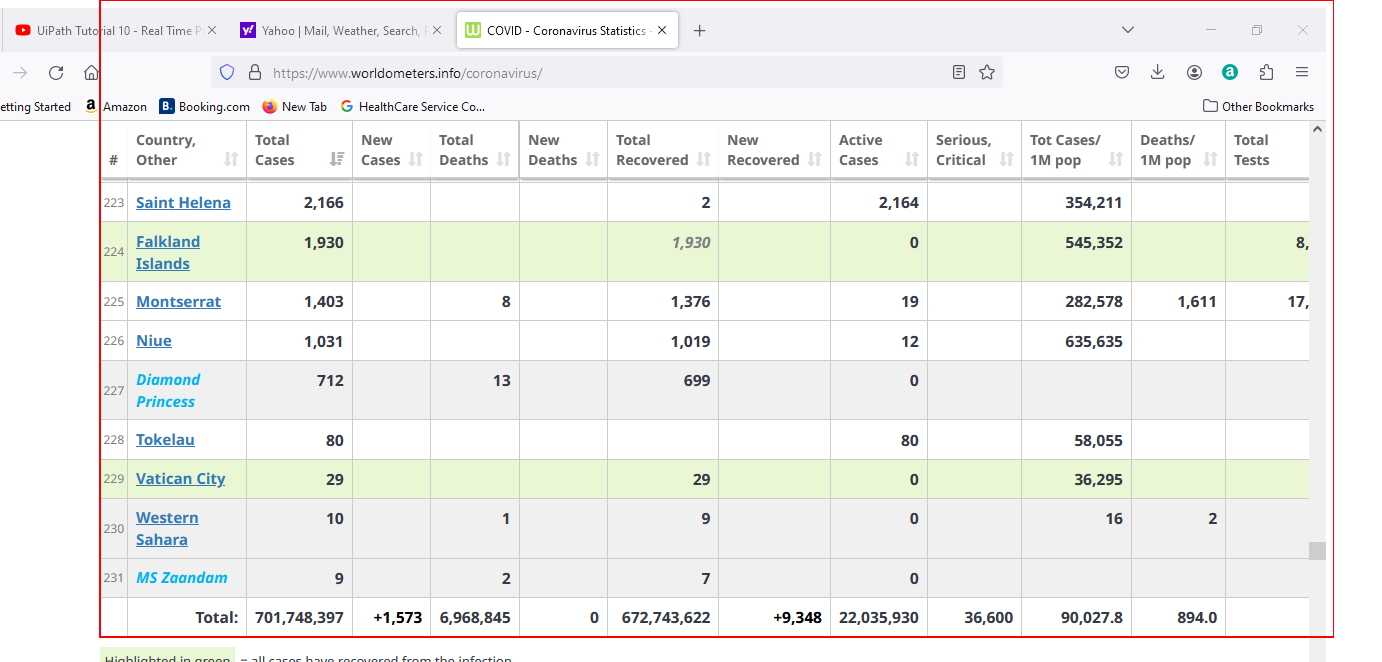 UiPath Tutorial 10 - Real Time P
Yahoo | Mail, Weather, Search,
COVID - Coronavirus Statistics -
https://www.worldometers.info/coronavirus/
etting Started a Amazon B. Booking.com New Tab G HealthCare Service Co... Other Bookmarks
# Country, Other Total Cases New Cases Total Deaths New Deaths Total Recovered New Recovered Active Cases Serious, Critical Tot Cases/ 1M pop Deaths/ 1M pop Total Tests
223 Saint Helena 2,166 2 2,164 354,211
224 Falkland Islands 1,930 1,930 0 545,352 8,
225 Montserrat 1,403 8 1,376 19 282,578 1,611 17,
226 Niue 1,031 1,019 12 635,635
227 Diamond Princess 712 13 699 0
228 Tokelau 80 80 58,055
229 Vatican City 29 29 0 36,295
230 Western Sahara 10 1 9 0 16 2
231 MS Zaandam 9 2 7 0
Total: 701,748,397 +1,573 6,968,845 0 672,743,622 +9,348 22,035,930 36,600 90,027.8 894.0
Highlighted in green = all cases have recovered from the infection